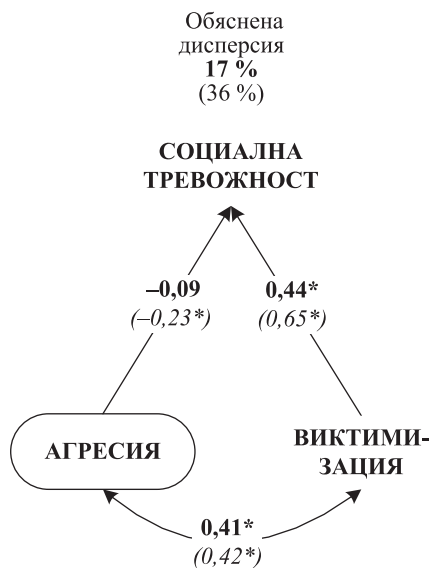 Обяснена
дисперсия
17 %
(36 %)
СОЦИАЛНА
ТРЕВОЖНОСТ
–0,09
(–0,23*)
0,44*
(0,65*)
АГРЕСИЯ
ВИКТИМИ-
ЗАЦИЯ
0,41*
(0,42*)